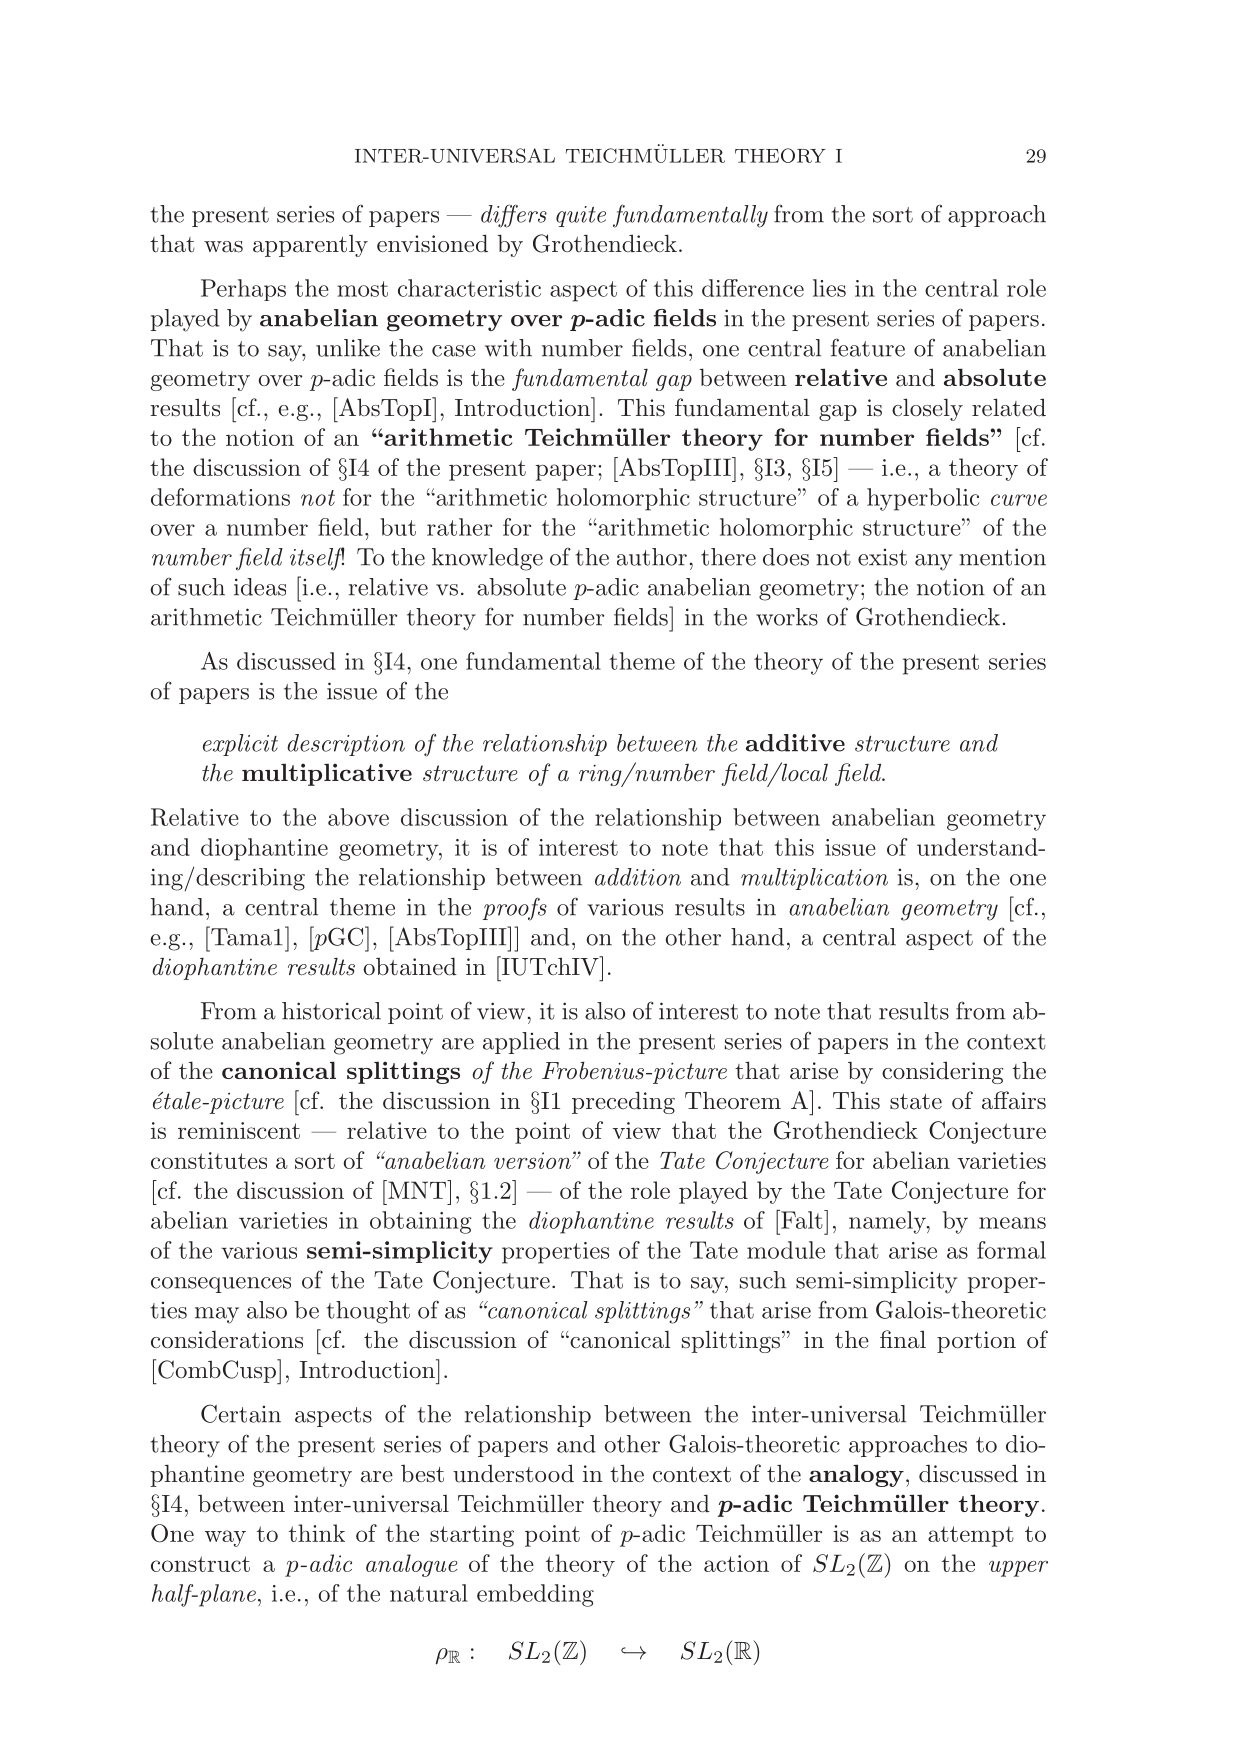 INTER-UNIVERSAL TEICHMÜLLER THEORY I 29
the present series of papers — differs quite fundamentally from the sort of approach
that was apparently envisioned by Grothendieck.
Perhaps the most characteristic aspect of this difference lies in the central role
played by anabelian geometry over p-adic fields in the present series of papers.
That is to say, unlike the case with number fields, one central feature of anabelian
geometry over p-adic fields is the fundamental gap between relative and absolute
results [cf., e.g., [AbsTopI], Introduction]. This fundamental gap is closely related
to the notion of an “arithmetic Teichmüller theory for number fields” [cf.
the discussion of §I4 of the present paper; [AbsTopIII], §I3, §I5] — i.e., a theory of
deformations not for the “arithmetic holomorphic structure” of a hyperbolic curve
over a number field, but rather for the “arithmetic holomorphic structure” of the
number field itself! To the knowledge of the author, there does not exist any mention
of such ideas [i.e., relative vs. absolute p-adic anabelian geometry; the notion of an
arithmetic Teichmüller theory for number fields] in the works of Grothendieck.
As discussed in §I4, one fundamental theme of the theory of the present series
of papers is the issue of the
explicit description of the relationship between the additive structure and
the multiplicative structure of a ring/number field/local field.
Relative to the above discussion of the relationship between anabelian geometry
and diophantine geometry, it is of interest to note that this issue of understand-
ing/describing the relationship between addition and multiplication is, on the one
hand, a central theme in the proofs of various results in anabelian geometry [cf.,
e.g., [Tama1], [pGC], [AbsTopIII]] and, on the other hand, a central aspect of the
diophantine results obtained in [IUTchIV].
From a historical point of view, it is also of interest to note that results from ab-
solute anabelian geometry are applied in the present series of papers in the context
of the canonical splittings of the Frobenius-picture that arise by considering the
étale-picture [cf. the discussion in §I1 preceding Theorem A]. This state of affairs
is reminiscent — relative to the point of view that the Grothendieck Conjecture
constitutes a sort of “anabelian version” of the Tate Conjecture for abelian varieties
[cf. the discussion of [MNT], §1.2] — of the role played by the Tate Conjecture for
abelian varieties in obtaining the diophantine results of [Falt], namely, by means
of the various semi-simplicity properties of the Tate module that arise as formal
consequences of the Tate Conjecture. That is to say, such semi-simplicity proper-
ties may also be thought of as “canonical splittings” that arise from Galois-theoretic
considerations [cf. the discussion of “canonical splittings” in the final portion of
[CombCusp], Introduction].
Certain aspects of the relationship between the inter-universal Teichmüller
theory of the present series of papers and other Galois-theoretic approaches to dio-
phantine geometry are best understood in the context of the analogy, discussed in
§I4, between inter-universal Teichmüller theory and p-adic Teichmüller theory.
One way to think of the starting point of p-adic Teichmüller is as an attempt to
construct a p-adic analogue of the theory of the action of SL₂(ℤ) on the upper
half-plane, i.e., of the natural embedding
ρ_ℝ : SL₂(ℤ) ↪ SL₂(ℝ)